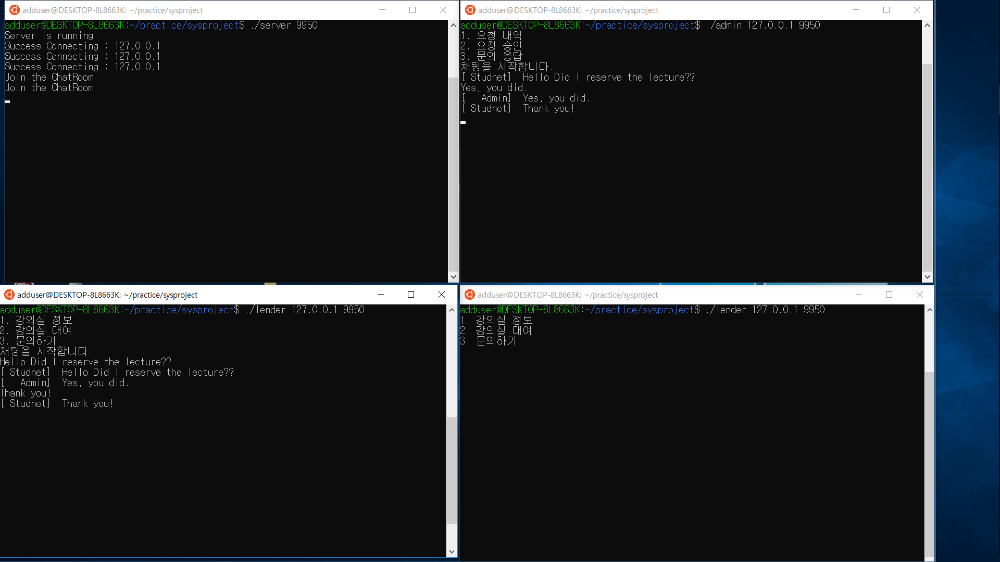 adduser@DESKTOP-8L8663K: ~/practice/sysproject
adduser@DESKTOP-8L8663K:~/practice/sysproject$ ./server 9950
Server is running
Success Connecting : 127.0.0.1
Success Connecting : 127.0.0.1
Success Connecting : 127.0.0.1
Join the ChatRoom
Join the ChatRoom
adduser@DESKTOP-8L8663K: ~/practice/sysproject
adduser@DESKTOP-8L8663K:~/practice/sysproject$ ./admin 127.0.0.1 9950
1. 요청 내역
2. 요청 승인
3. 문의 응답
채팅을 시작합니다.
[ Studnet]  Hello Did I reserve the lecture??
Yes, you did.
[   Admin]  Yes, you did.
[ Studnet]  Thank you!
adduser@DESKTOP-8L8663K: ~/practice/sysproject
adduser@DESKTOP-8L8663K:~/practice/sysproject$ ./lender 127.0.0.1 9950
1. 강의실 정보
2. 강의실 대여
3. 문의하기
채팅을 시작합니다.
Hello Did I reserve the lecture??
[ Studnet]  Hello Did I reserve the lecture??
[   Admin]  Yes, you did.
Thank you!
[ Studnet]  Thank you!
adduser@DESKTOP-8L8663K: ~/practice/sysproject
adduser@DESKTOP-8L8663K:~/practice/sysproject$ ./lender 127.0.0.1 9950
1. 강의실 정보
2. 강의실 대여
3. 문의하기